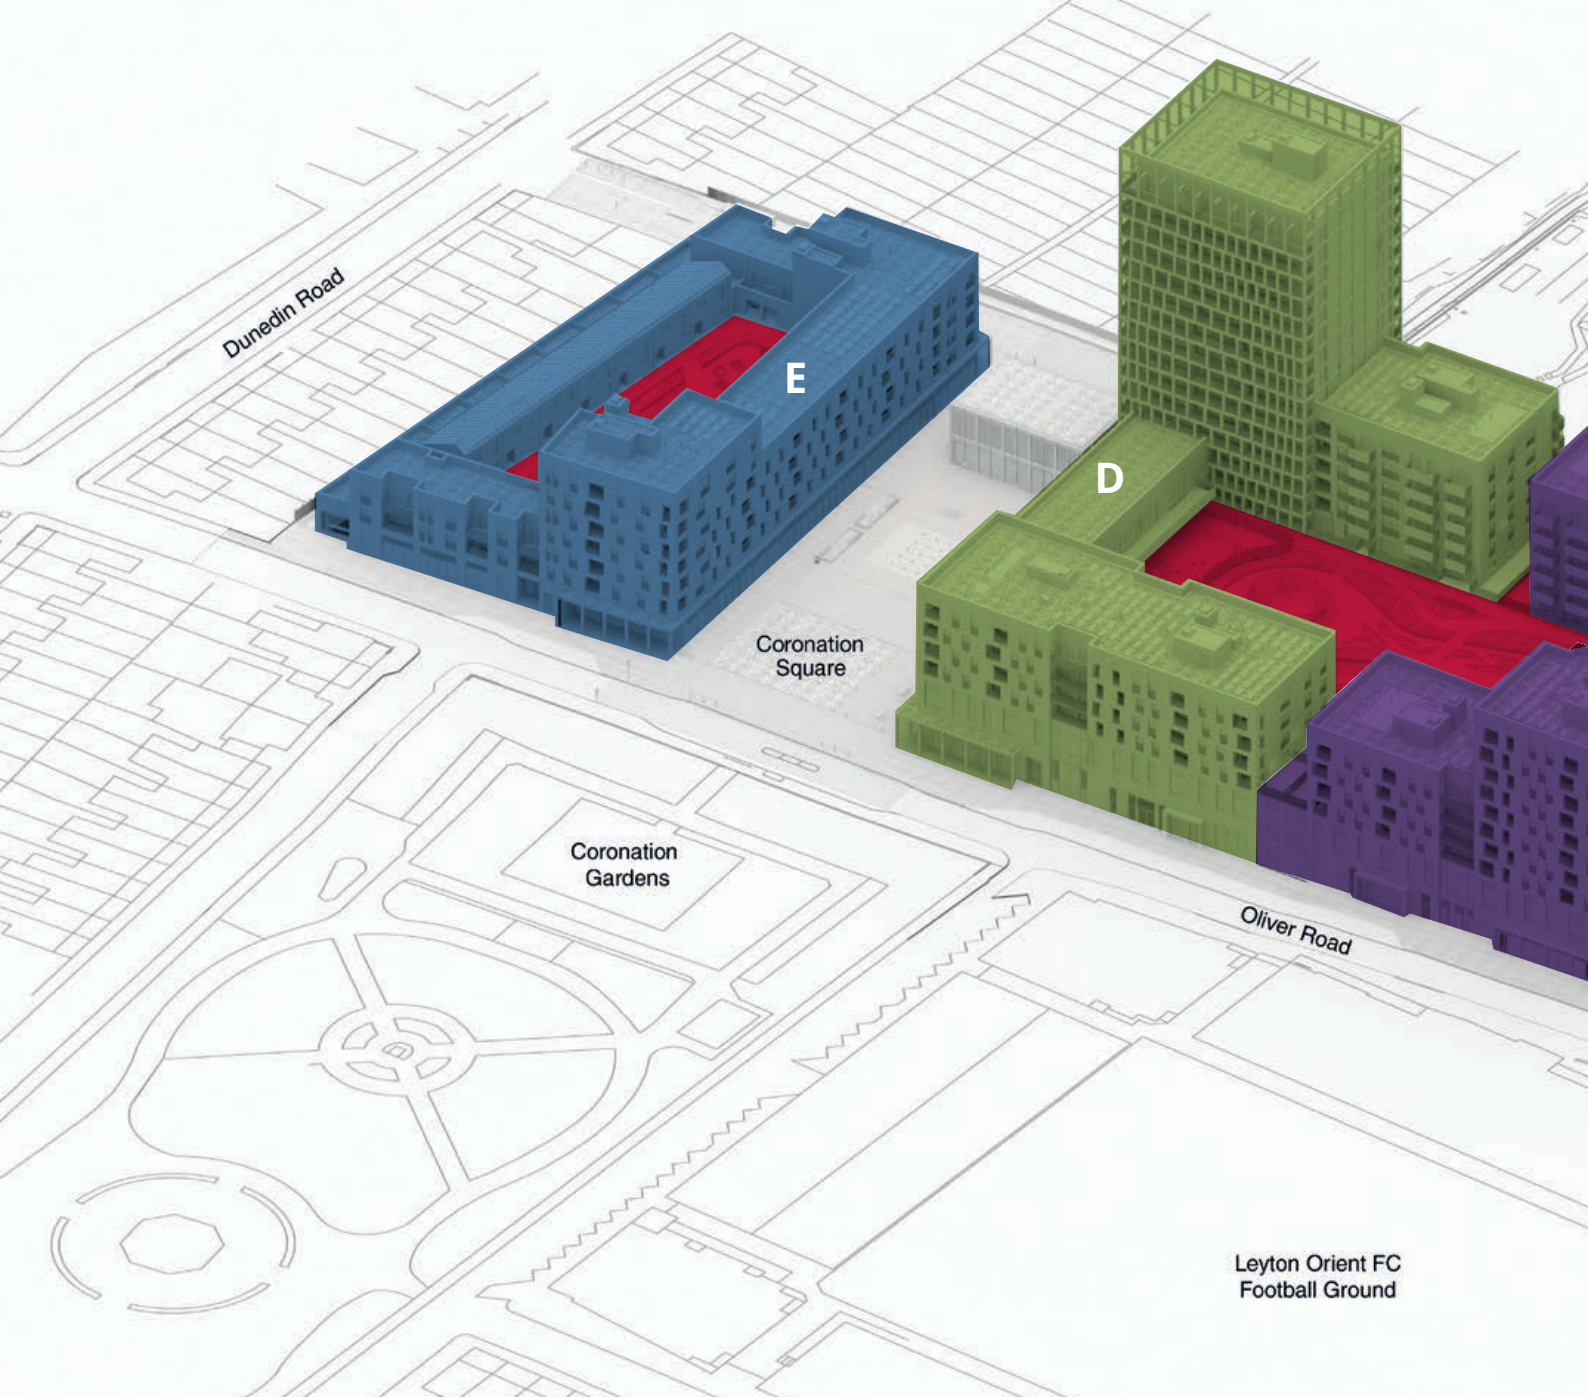 Dunedin Road
E
D
Coronation
Square
Coronation
Gardens
Oliver Road
Leyton Orient FC
Football Ground